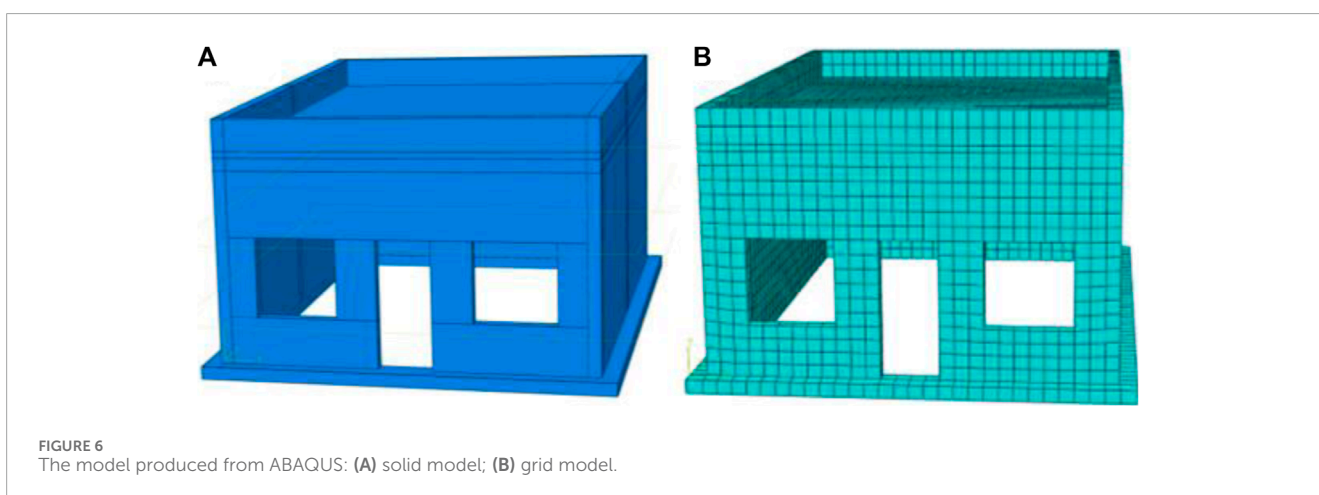 A
B
FIGURE 6
The model produced from ABAQUS: (A) solid model; (B) grid model.